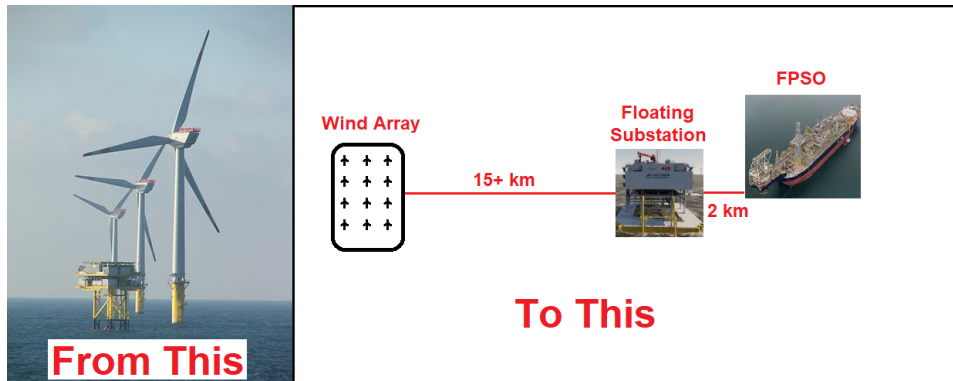 From This
Wind Array
15+ km
Floating
Substation
2 km
FPSO
To This